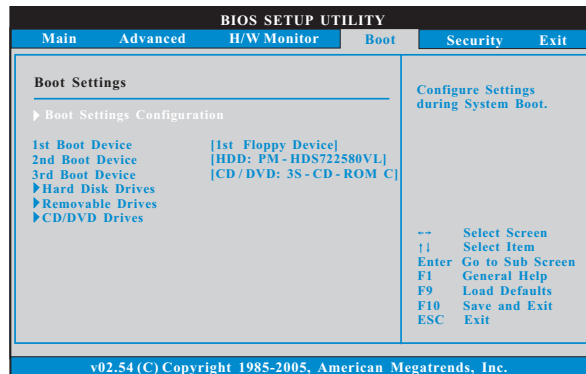 BIOS SETUP UTILITY
Main Advanced H/W Monitor Boot Security Exit
Boot Settings
Boot Settings Configuration
1st Boot Device [1st Floppy Device]
2nd Boot Device [HDD: PM-HDS722580VL]
3rd Boot Device [CD/DVD: 3S-CD-ROM C]
Hard Disk Drives
Removable Drives
CD/DVD Drives
Configure Settings
during System Boot.
←→ Select Screen
↑↓ Select Item
Enter Go to Sub Screen
F1 General Help
F9 Load Defaults
F10 Save and Exit
ESC Exit
v02.54 (C) Copyright 1985-2005, American Megatrends, Inc.